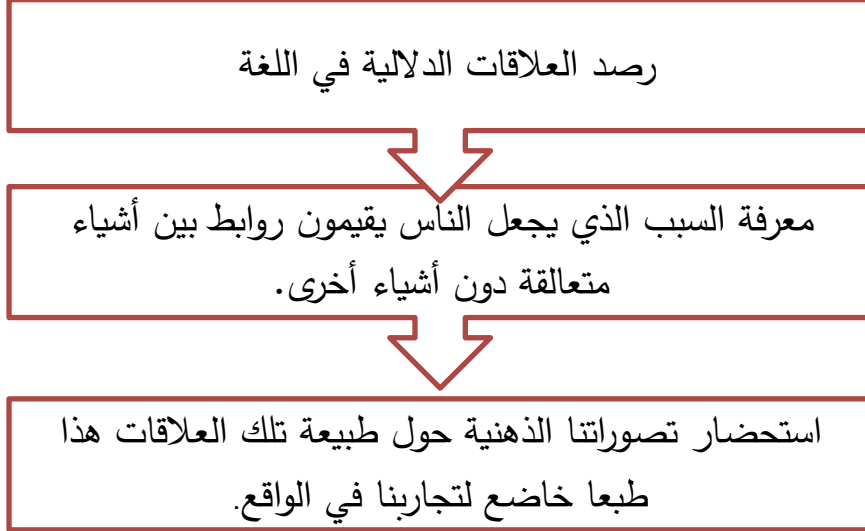 رصد العلاقات الدلالية في اللغة
معرفة السبب الذي يجعل الناس يقيمون روابط بين أشياء
متعالقة دون أشياء أخرى.
استحضار تصوراتنا الذهنية حول طبيعة تلك العلاقات هذا
طبعا خاضع لتجاربنا في الواقع.